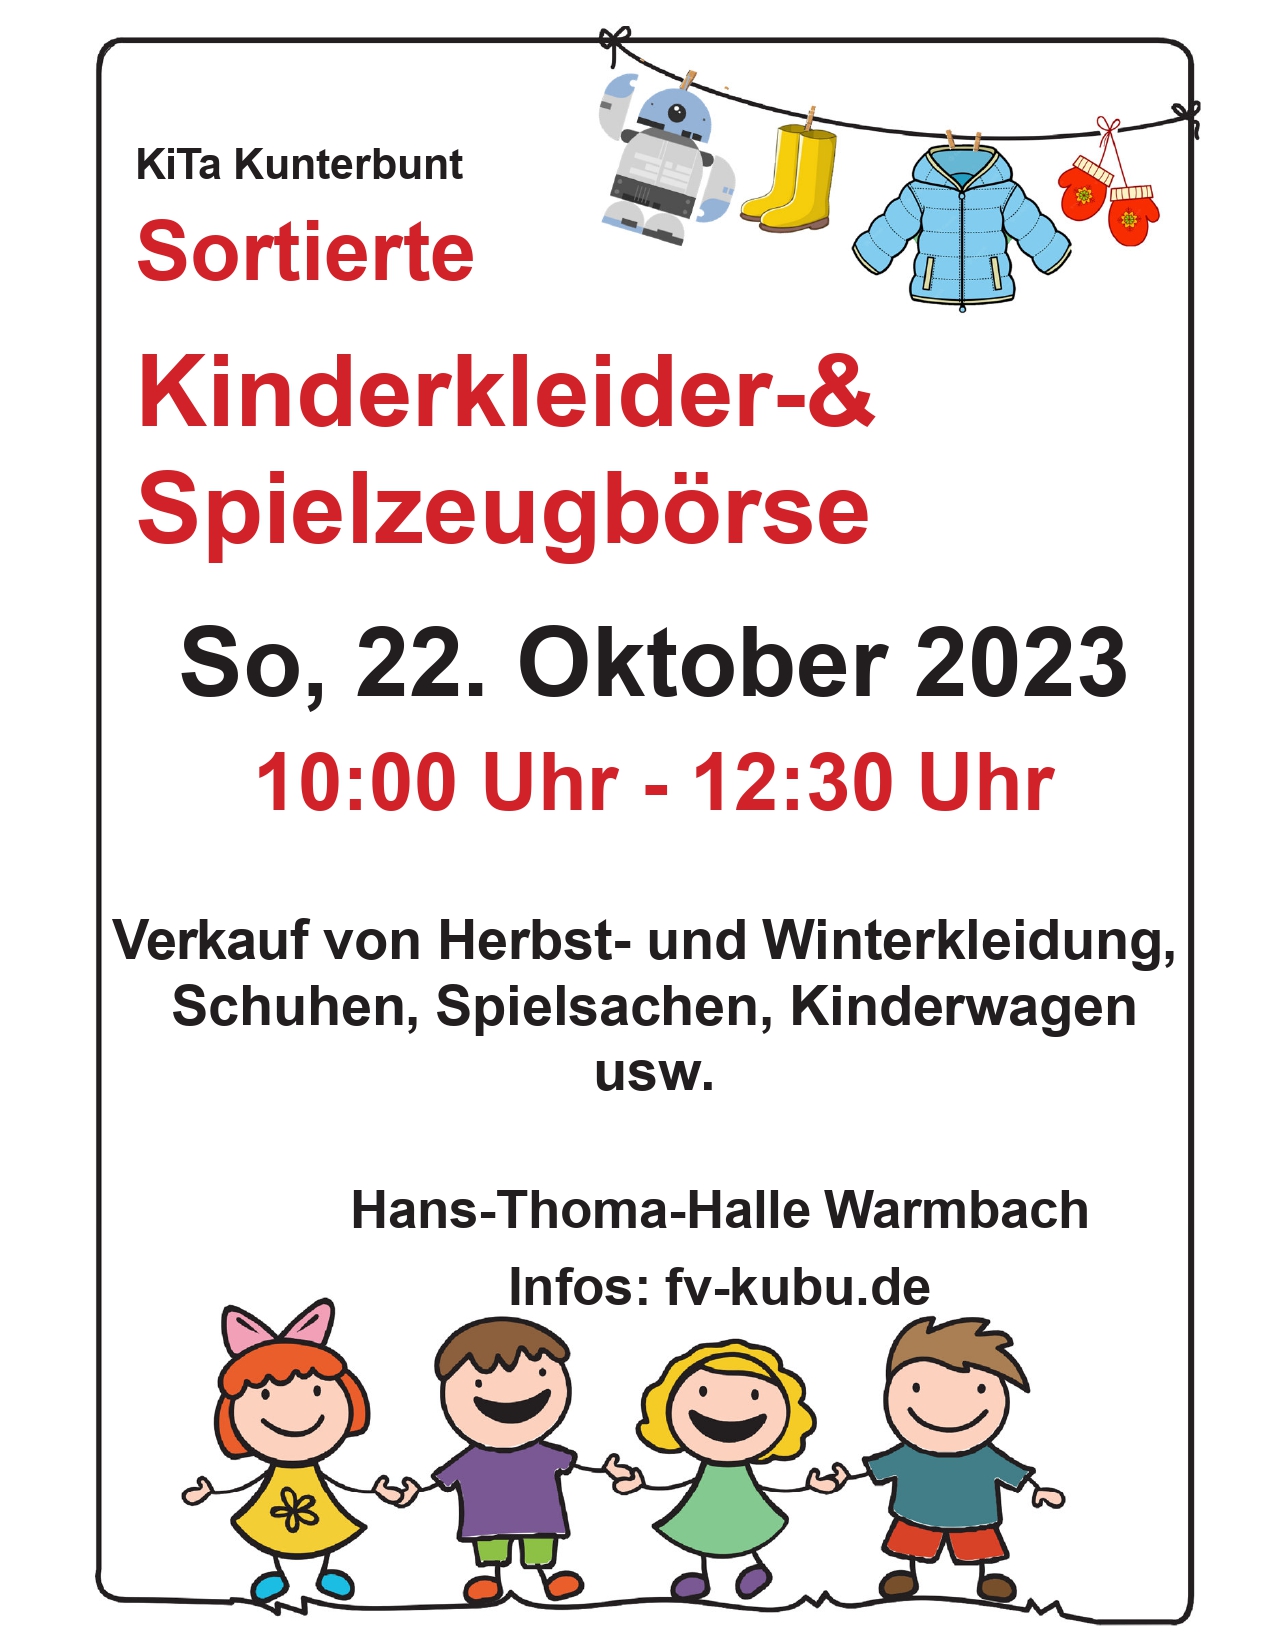 KiTa Kunterbunt
Sortierte
Kinderkleider-&
Spielzeugbörse
So, 22. Oktober 2023
10:00 Uhr - 12:30 Uhr
Verkauf von Herbst- und Winterkleidung,
Schuhen, Spielsachen, Kinderwagen
usw.
Hans-Thoma-Halle Warmbach
Infos: fv-kubu.de